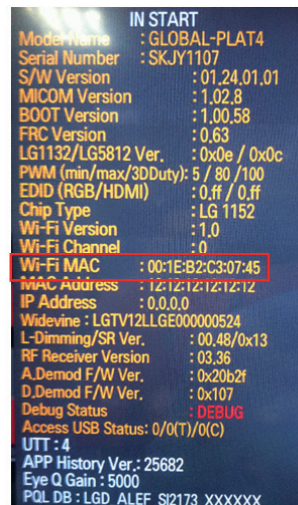 IN START
Model Name : GLOBAL-PLAT4
Serial Number : SKJY1107
S/W Version : 01.24.01.01
MICOM Version : 1.02.8
BOOT Version : 1.00.58
FRC Version : 0.63
LG1132/LG5812 Ver. : 0x0e / 0x0c
PWM (min/max/3DDuty): 5 / 80 /100
EDID (RGB/HDMI) : 0.ff / 0.ff
Chip Type : LG 1152
Wi-Fi Version : 1.0
Wi-Fi Channel : 0
Wi-Fi MAC : 00:1E:B2:C3:07:45
MAC Address : 12:12:12:12:12:12
IP Address : 0.0.0.0
Widevine : LGTV12LLGE000000524
L-Dimming/SR Ver. : 00.48/0x13
RF Receiver Version : 03.36
A.Demod F/W Ver. : 0x20b2f
D.Demod F/W Ver. : 0x107
Debug Status : DEBUG
Access USB Status: 0/0(T)/0(C)
UTT : 4
APP History Ver.: 25682
Eye Q Gain : 5000
PQL DB : LGD_ALEF_SI2173_XXXXXX